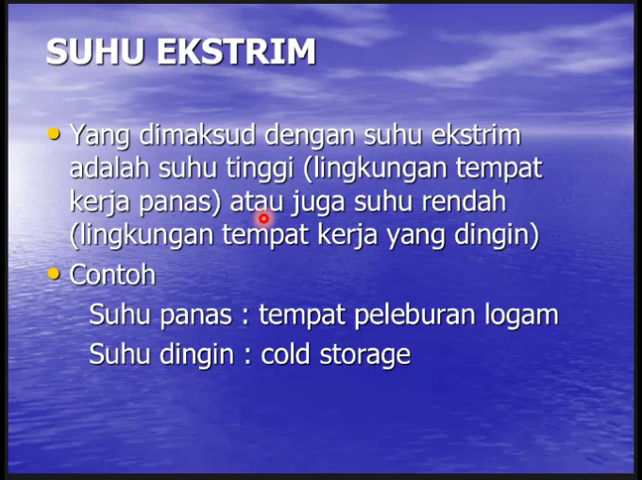 SUHU EKSTRIM
Yang dimaksud dengan suhu ekstrim
adalah suhu tinggi (lingkungan tempat
kerja panas) atau juga suhu rendah
(lingkungan tempat kerja yang dingin)
Contoh
Suhu panas : tempat peleburan logam
Suhu dingin : cold storage